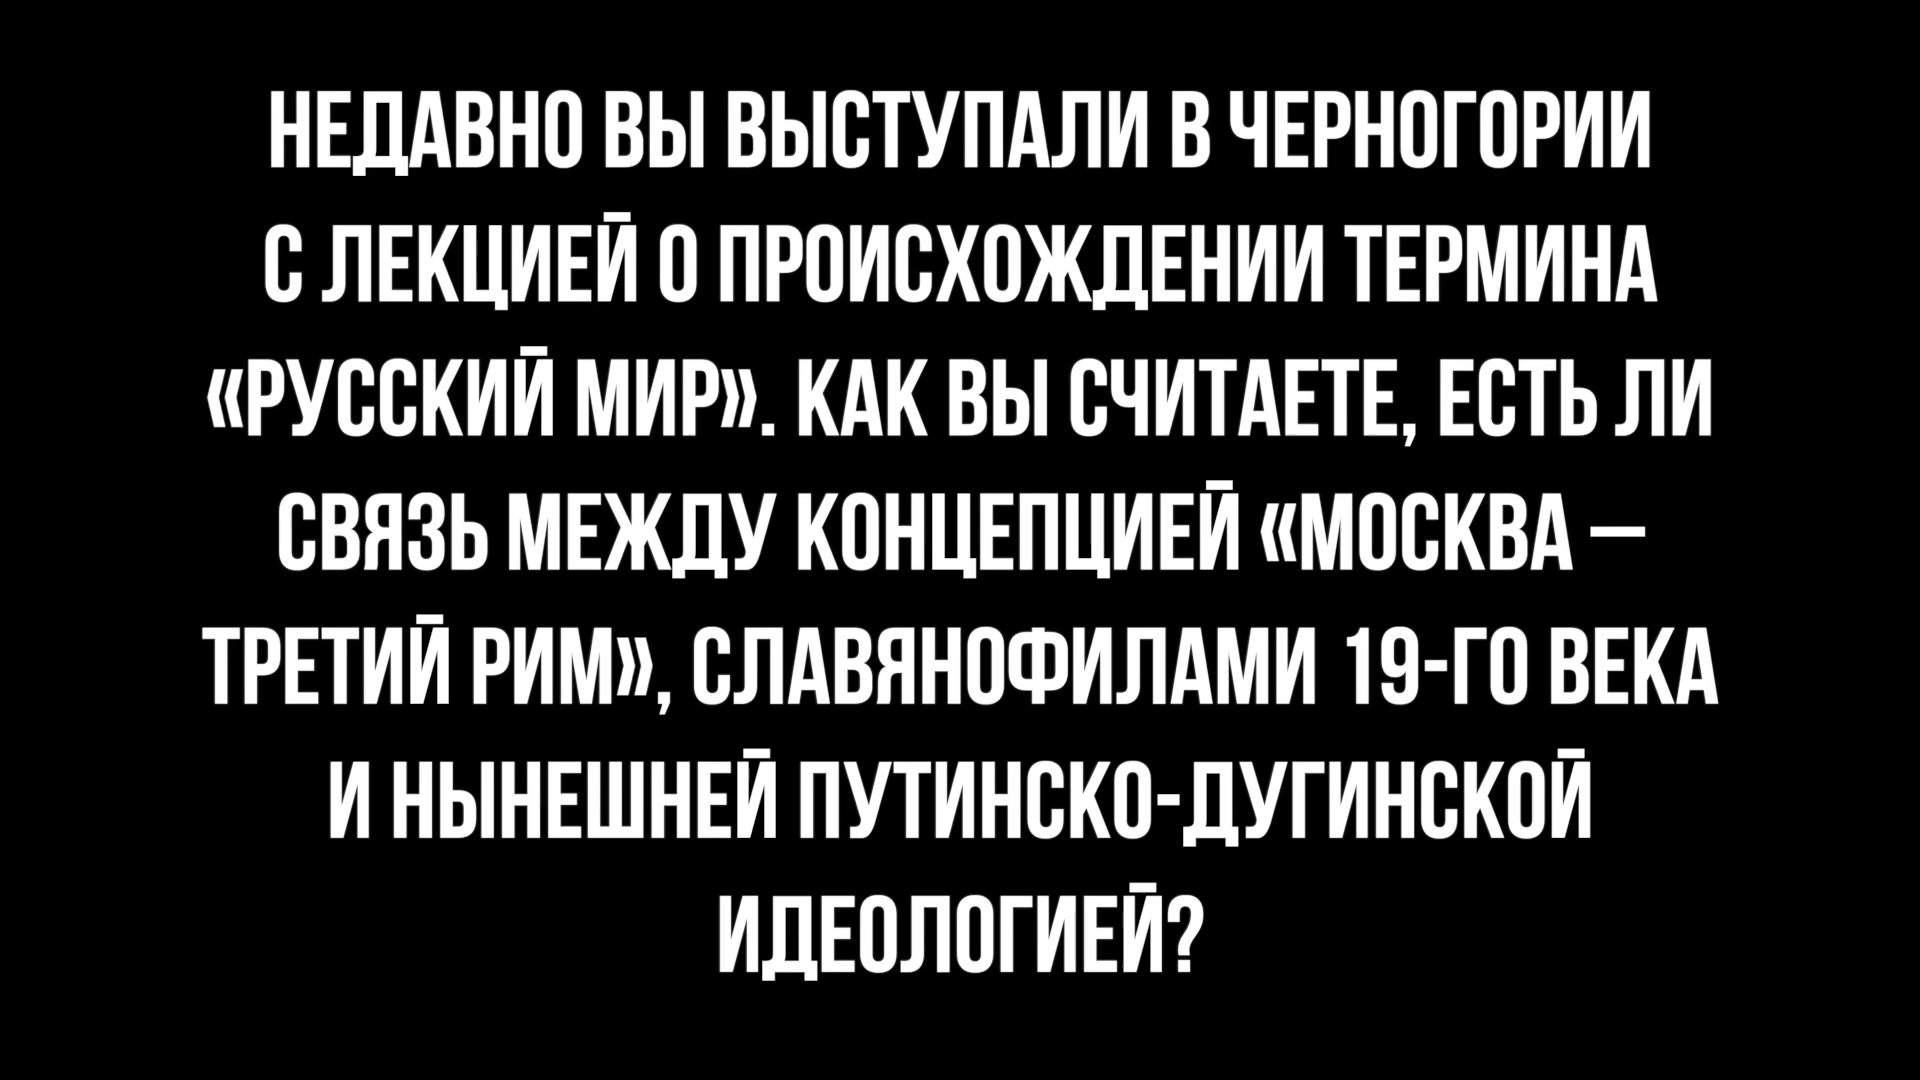 НЕДАВНО ВЫ ВЫСТУПАЛИ В ЧЕРНОГОРИИ
С ЛЕКЦИЕЙ О ПРОИСХОЖДЕНИИ ТЕРМИНА
«РУССКИЙ МИР». КАК ВЫ СЧИТАЕТЕ, ЕСТЬ ЛИ
СВЯЗЬ МЕЖДУ КОНЦЕПЦИЕЙ «МОСКВА –
ТРЕТИЙ РИМ», СЛАВЯНОФИЛАМИ 19-ГО ВЕКА
И НЫНЕШНЕЙ ПУТИНСКО-ДУГИНСКОЙ
ИДЕОЛОГИЕЙ?